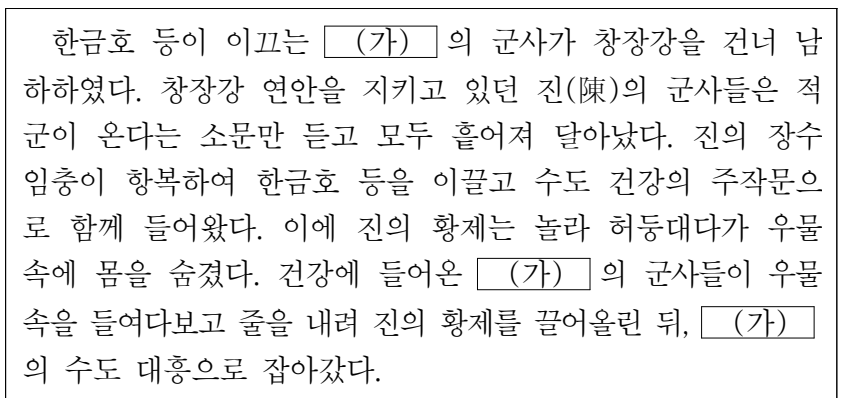 한금호 등이 이끄는 (가) 의 군사가 창장강을 건너 남
하하였다. 창장강 연안을 지키고 있던 진(陳)의 군사들은 적
군이 온다는 소문만 듣고 모두 흩어져 달아났다. 진의 장수
임충이 항복하여 한금호 등을 이끌고 수도 건강의 주작문으
로 함께 들어왔다. 이에 진의 황제는 놀라 허둥대다가 우물
속에 몸을 숨겼다. 건강에 들어온 (가) 의 군사들이 우물
속을 들여다보고 줄을 내려 진의 황제를 끌어올린 뒤, (가)
의 수도 대흥으로 잡아갔다.